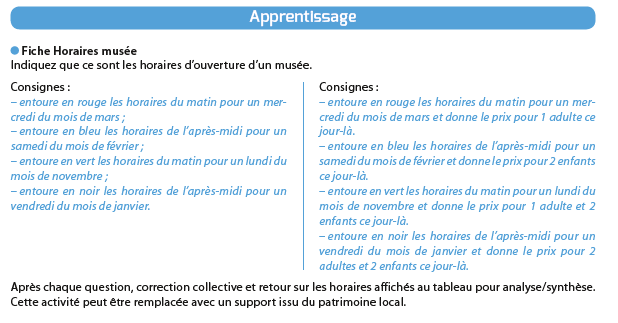 Apprentissage
Fiche Horaires musée
Indiquez que ce sont les horaires d'ouverture d'un musée.
Consignes :
– entoure en rouge les horaires du matin pour un mer-
credi du mois de mars ;
– entoure en bleu les horaires de l'après-midi pour un
samedi du mois de février ;
– entoure en vert les horaires du matin pour un lundi du
mois de novembre ;
– entoure en noir les horaires de l'après-midi pour un
vendredi du mois de janvier.
Consignes :
– entoure en rouge les horaires du matin pour un mer-
credi du mois de mars et donne le prix pour 1 adulte ce
jour-là.
– entoure en bleu les horaires de l'après-midi pour un
samedi du mois de février et donne le prix pour 2 enfants
ce jour-là.
– entoure en vert les horaires du matin pour un lundi du
mois de novembre et donne le prix pour 1 adulte et 2
enfants ce jour-là.
– entoure en noir les horaires de l'après-midi pour un
vendredi du mois de janvier et donne le prix pour 2
adultes et 2 enfants ce jour-là.
Après chaque question, correction collective et retour sur les horaires affichés au tableau pour analyse/synthèse.
Cette activité peut être remplacée avec un support issu du patrimoine local.